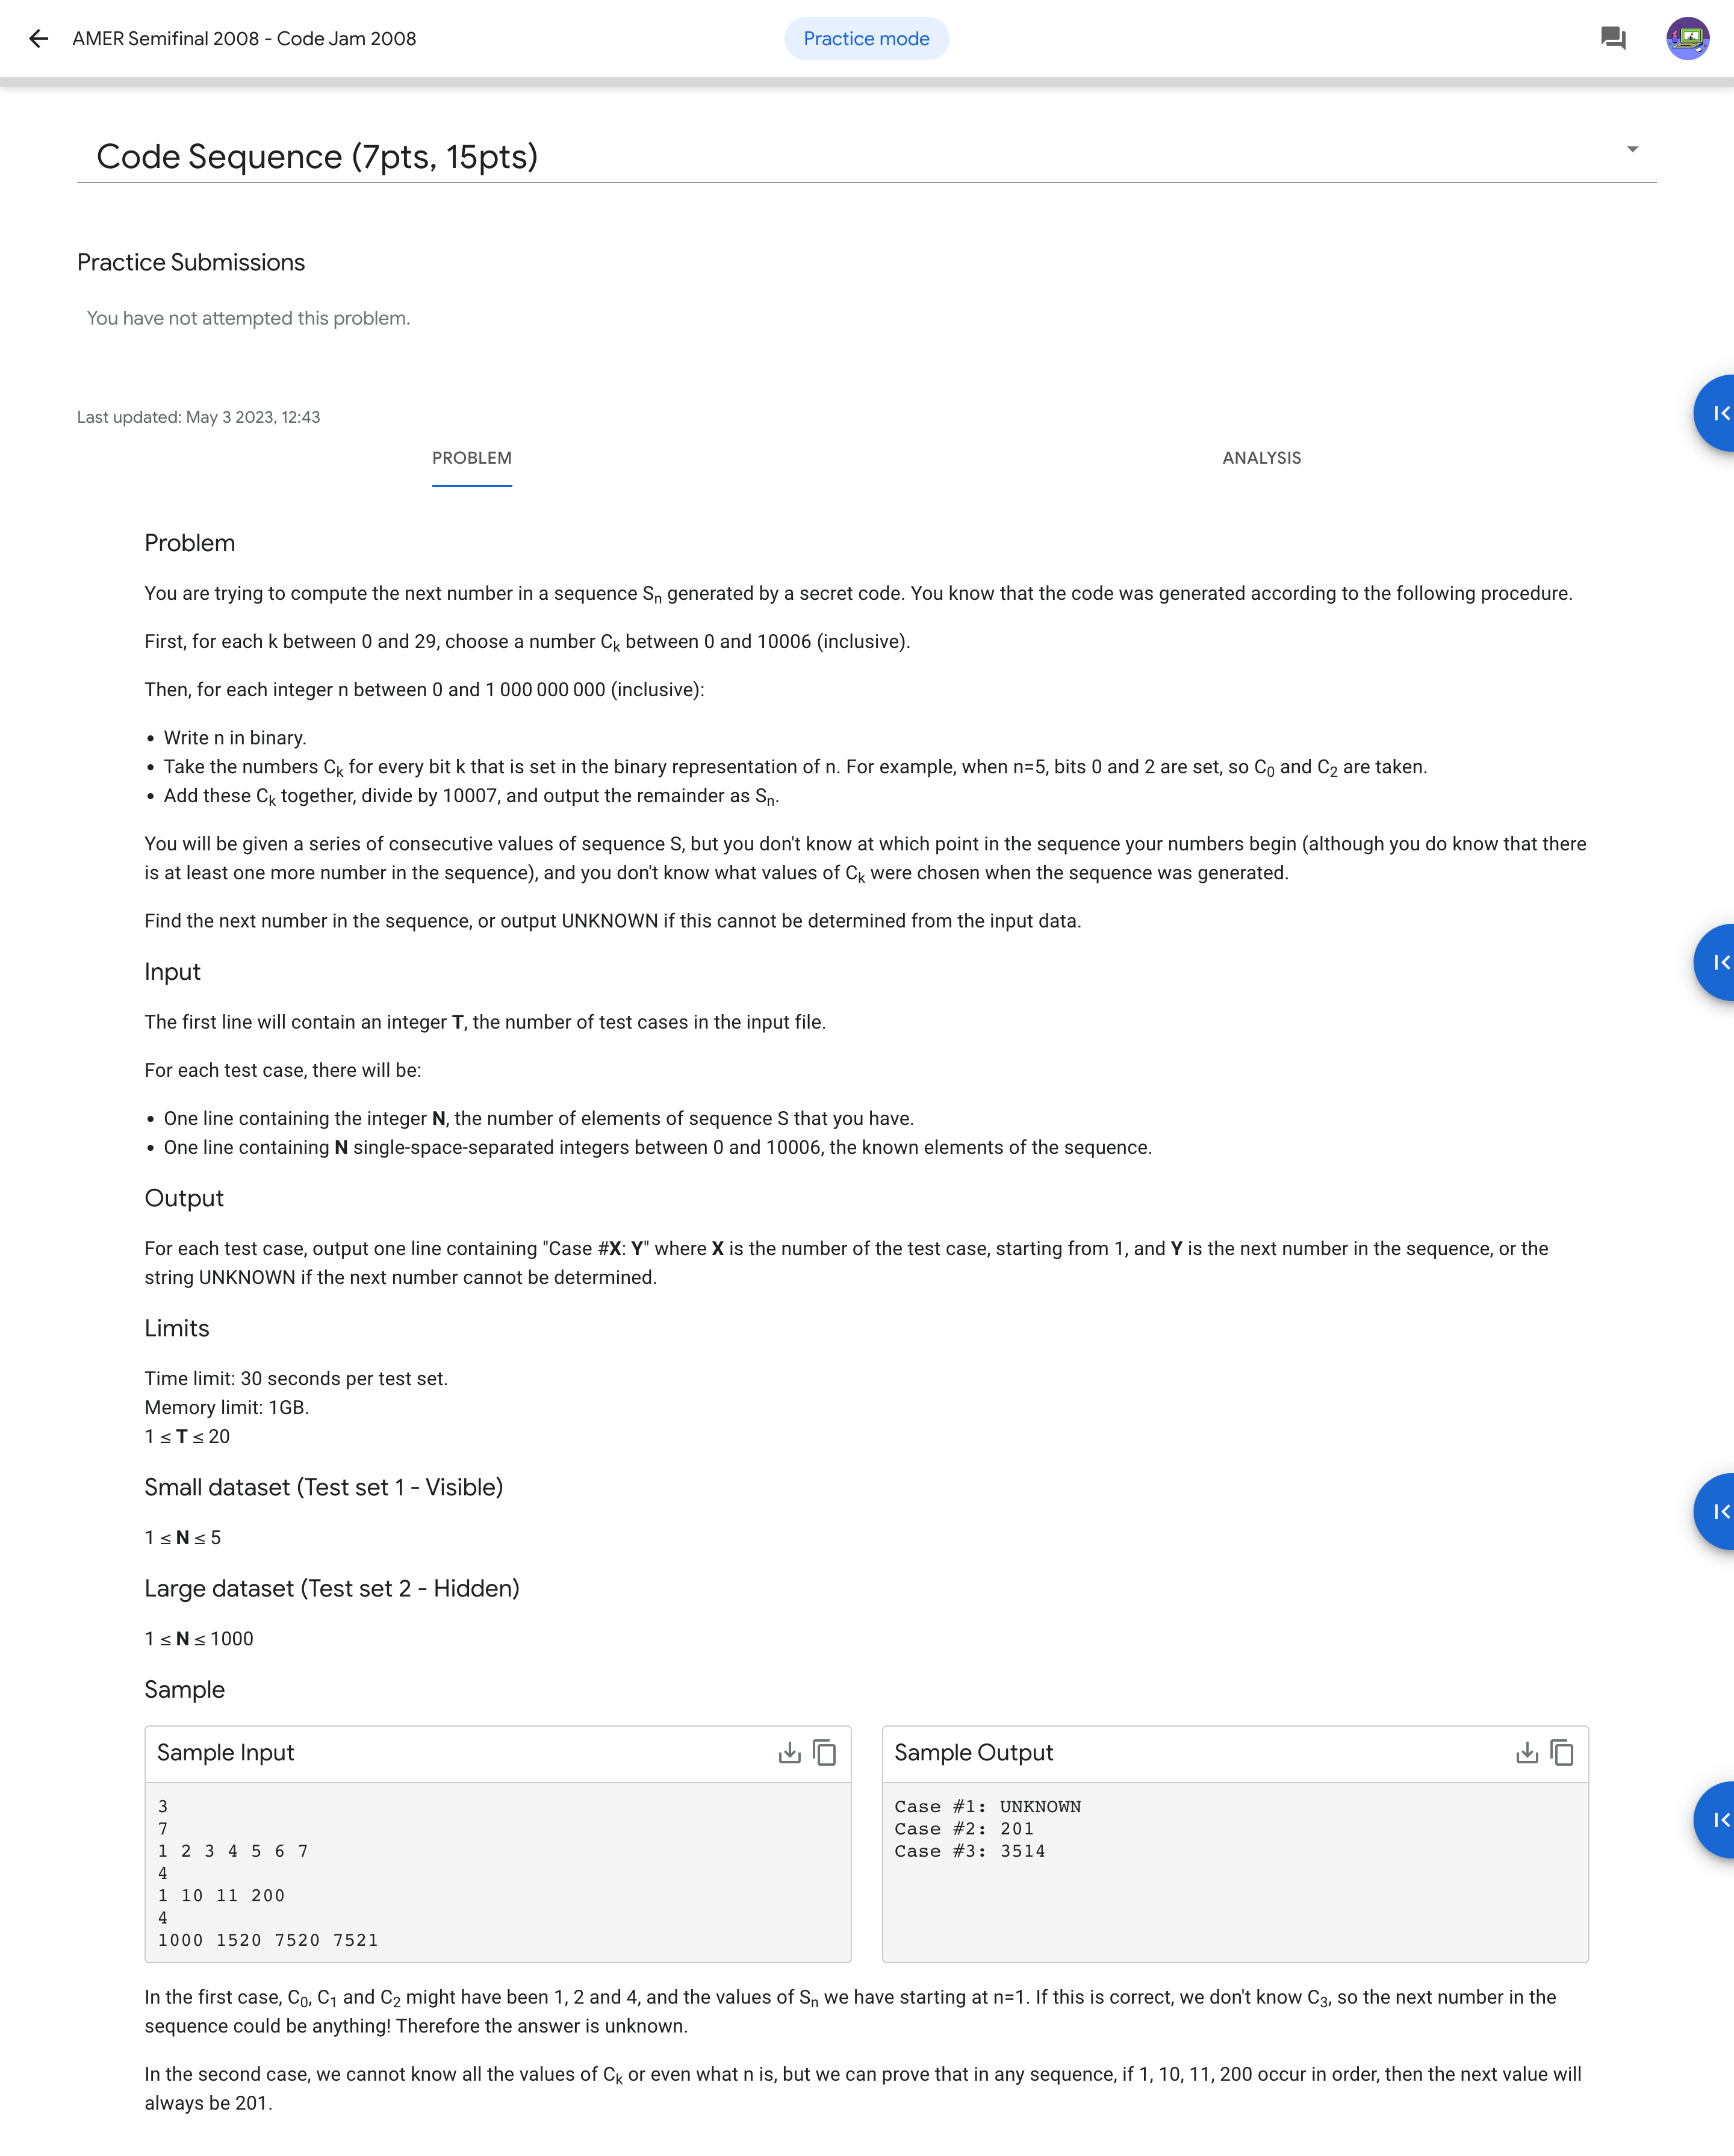 AMER Semifinal 2008 - Code Jam 2008
Practice mode
Code Sequence (7pts, 15pts)
Practice Submissions
You have not attempted this problem.
Last updated: May 3 2023, 12:43
PROBLEM
ANALYSIS
Problem
You are trying to compute the next number in a sequence Sn generated by a secret code. You know that the code was generated according to the following procedure.
First, for each k between 0 and 29, choose a number Ck between 0 and 10006 (inclusive).
Then, for each integer n between 0 and 1 000 000 000 (inclusive):
• Write n in binary.
• Take the numbers Ck for every bit k that is set in the binary representation of n. For example, when n=5, bits 0 and 2 are set, so C0 and C2 are taken.
• Add these Ck together, divide by 10007, and output the remainder as Sn.
You will be given a series of consecutive values of sequence S, but you don't know at which point in the sequence your numbers begin (although you do know that there
is at least one more number in the sequence), and you don't know what values of Ck were chosen when the sequence was generated.
Find the next number in the sequence, or output UNKNOWN if this cannot be determined from the input data.
Input
The first line will contain an integer T, the number of test cases in the input file.
For each test case, there will be:
• One line containing the integer N, the number of elements of sequence S that you have.
• One line containing N single-space-separated integers between 0 and 10006, the known elements of the sequence.
Output
For each test case, output one line containing "Case #X: Y" where X is the number of the test case, starting from 1, and Y is the next number in the sequence, or the
string UNKNOWN if the next number cannot be determined.
Limits
Time limit: 30 seconds per test set.
Memory limit: 1GB.
1 ≤ T ≤ 20
Small dataset (Test set 1 - Visible)
1 ≤ N ≤ 5
Large dataset (Test set 2 - Hidden)
1 ≤ N ≤ 1000
Sample
Sample Input
3
7
1 2 3 4 5 6 7
4
1 10 11 200
4
1000 1520 7520 7521
Sample Output
Case #1: UNKNOWN
Case #2: 201
Case #3: 3514
In the first case, C0, C1 and C2 might have been 1, 2 and 4, and the values of Sn we have starting at n=1. If this is correct, we don't know C3, so the next number in the
sequence could be anything! Therefore the answer is unknown.
In the second case, we cannot know all the values of Ck or even what n is, but we can prove that in any sequence, if 1, 10, 11, 200 occur in order, then the next value will
always be 201.